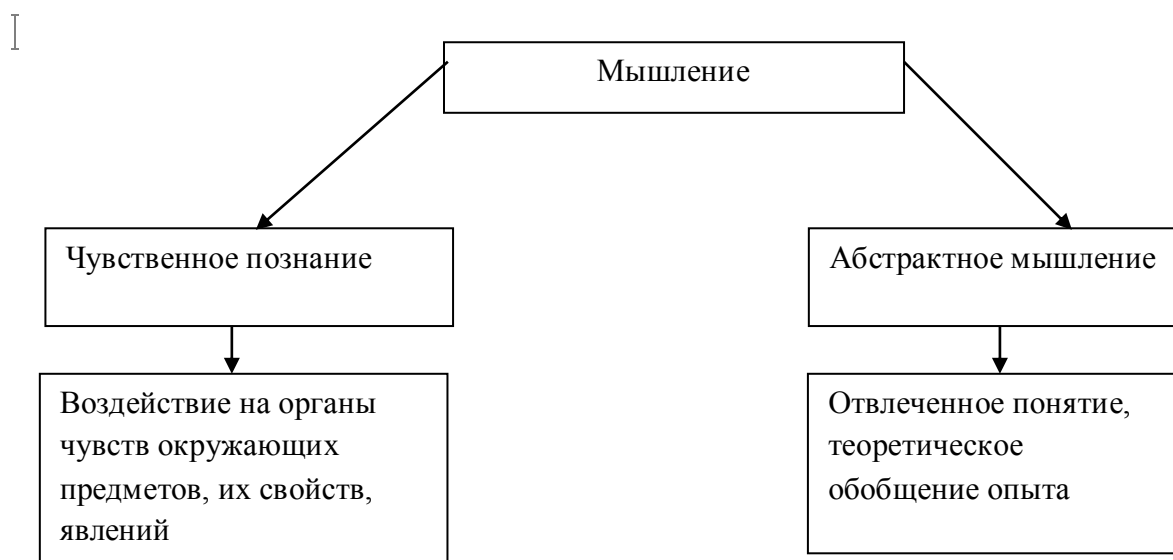 Мышление
Чувственное познание
Абстрактное мышление
Воздействие на органы
чувств окружающих
предметов, их свойств,
явлений
Отвлеченное понятие,
теоретическое
обобщение опыта